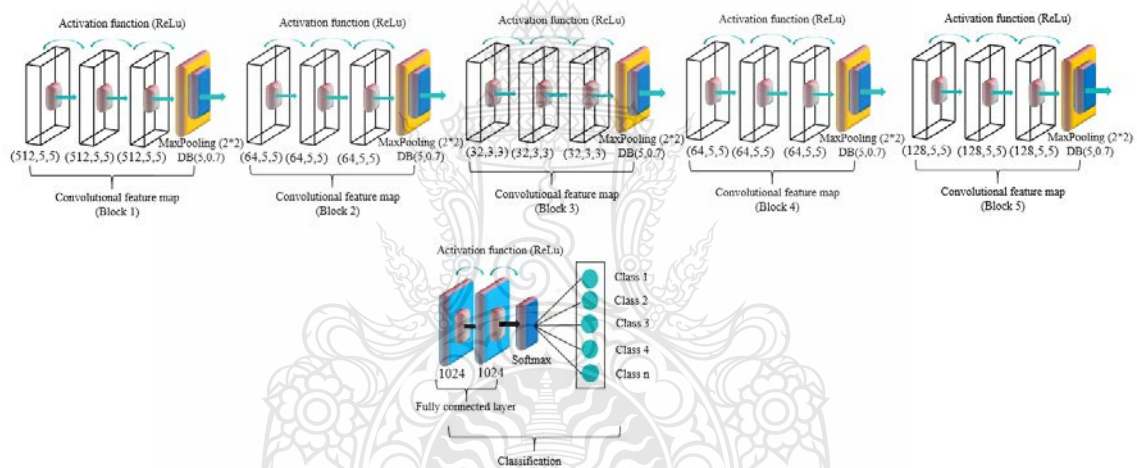 Activation function (ReLu)
(512,5,5) (512,5,5) (512,5,5)
MaxPooling (2*2)
DB(5,0.7)
Convolutional feature map
(Block 1)
Activation function (ReLu)
(64,5,5) (64,5,5) (64,5,5)
MaxPooling (2*2)
DB(5,0.7)
Convolutional feature map
(Block 2)
Activation function (ReLu)
(32,3,3) (32,3,3) (32,3,3)
MaxPooling (2*2)
DB(5,0.7)
Convolutional feature map
(Block 3)
Activation function (ReLu)
(64,5,5) (64,5,5) (64,5,5)
MaxPooling (2*2)
DB(5,0.7)
Convolutional feature map
(Block 4)
Activation function (ReLu)
(128,5,5) (128,5,5) (128,5,5)
MaxPooling (2*2)
DB(5,0.7)
Convolutional feature map
(Block 5)
Activation function (ReLu)
1024 1024
Softmax
Class 1
Class 2
Class 3
Class 4
Class n
Fully connected layer
Classification